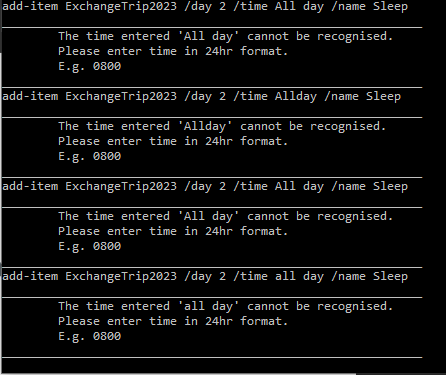 add-item ExchangeTrip2023 /day 2 /time All day /name Sleep
The time entered 'All day' cannot be recognised.
Please enter time in 24hr format.
E.g. 0800
add-item ExchangeTrip2023 /day 2 /time Allday /name Sleep
The time entered 'Allday' cannot be recognised.
Please enter time in 24hr format.
E.g. 0800
add-item ExchangeTrip2023 /day 2 /time All day /name Sleep
The time entered 'All day' cannot be recognised.
Please enter time in 24hr format.
E.g. 0800
add-item ExchangeTrip2023 /day 2 /time all day /name Sleep
The time entered 'all day' cannot be recognised.
Please enter time in 24hr format.
E.g. 0800